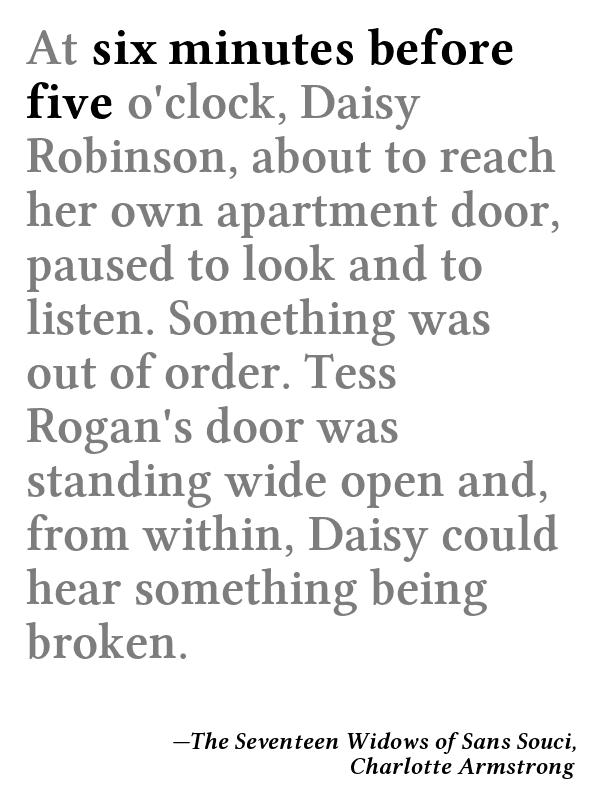 At six minutes before
five o'clock, Daisy
Robinson, about to reach
her own apartment door,
paused to look and to
listen. Something was
out of order. Tess
Rogan's door was
standing wide open and,
from within, Daisy could
hear something being
broken.
—The Seventeen Widows of Sans Souci,
Charlotte Armstrong